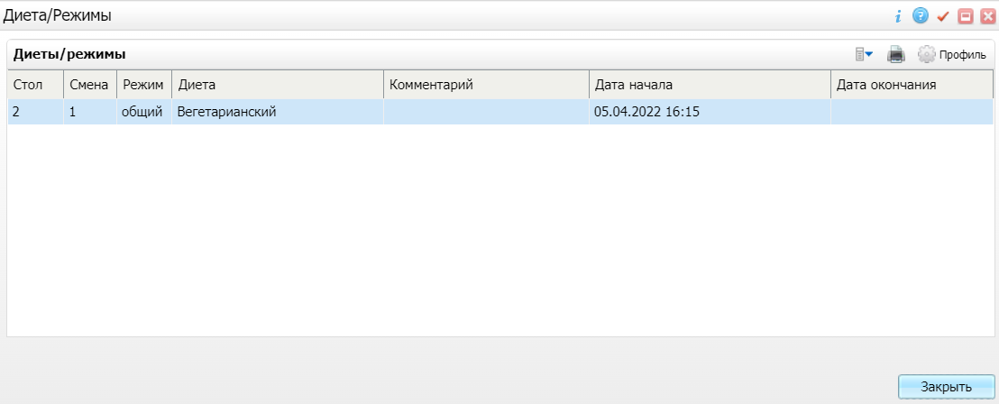 Диета/Режимы
Диеты/режимы
Профиль
Стол Смена Режим Диета Комментарий Дата начала Дата окончания
2 1 общий Вегетарианский 05.04.2022 16:15
Закрыть